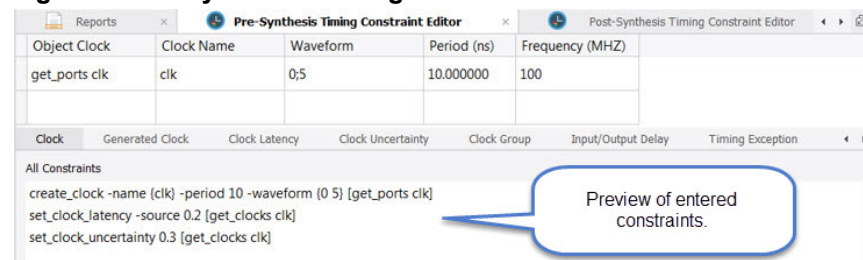 Reports × Pre-Synthesis Timing Constraint Editor × Post-Synthesis Timing Constraint Editor
Object Clock Clock Name Waveform Period (ns) Frequency (MHZ)
get_ports clk clk 0;5 10.000000 100
Clock Generated Clock Clock Latency Clock Uncertainty Clock Group Input/Output Delay Timing Exception
All Constraints
create_clock -name {clk} -period 10 -waveform {0 5} [get_ports clk]
set_clock_latency -source 0.2 [get_clocks clk]
set_clock_uncertainty 0.3 [get_clocks clk]
Preview of entered
constraints.